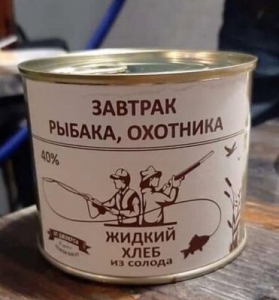 ЗАВТРАК
РЫБАКА, ОХОТНИКА
40%
ЖИДКИЙ
ХЛЕБ
из солода